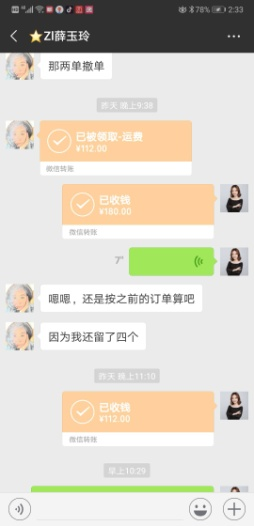 78% 2:33
⭐ZI薛玉玲
那两单撤单
昨天 晚上9:38
已被领取-运费
¥112.00
微信转账
已收钱
¥180.00
微信转账
7"
嗯嗯，还是按之前的订单算吧
因为我还留了四个
昨天 晚上11:10
已收钱
¥112.00
微信转账
早上10:29